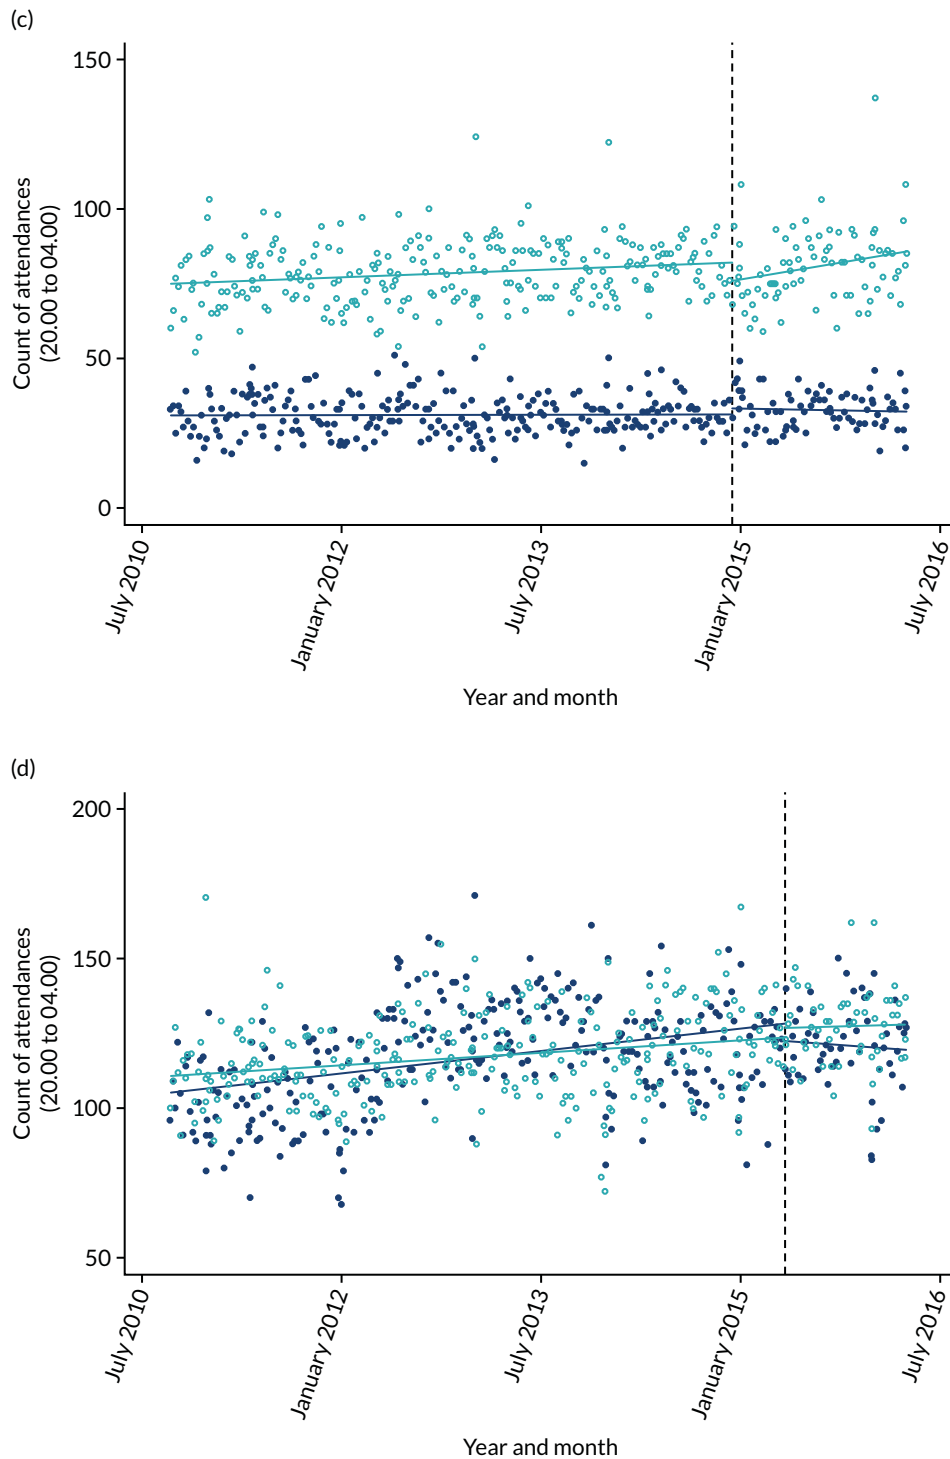 (c)
Count of attendances
(20.00 to 04.00)
150
100
50
0
July 2010
January 2012
July 2013
January 2015
July 2016
Year and month
(d)
Count of attendances
(20.00 to 04.00)
200
150
100
50
July 2010
January 2012
July 2013
January 2015
July 2016
Year and month